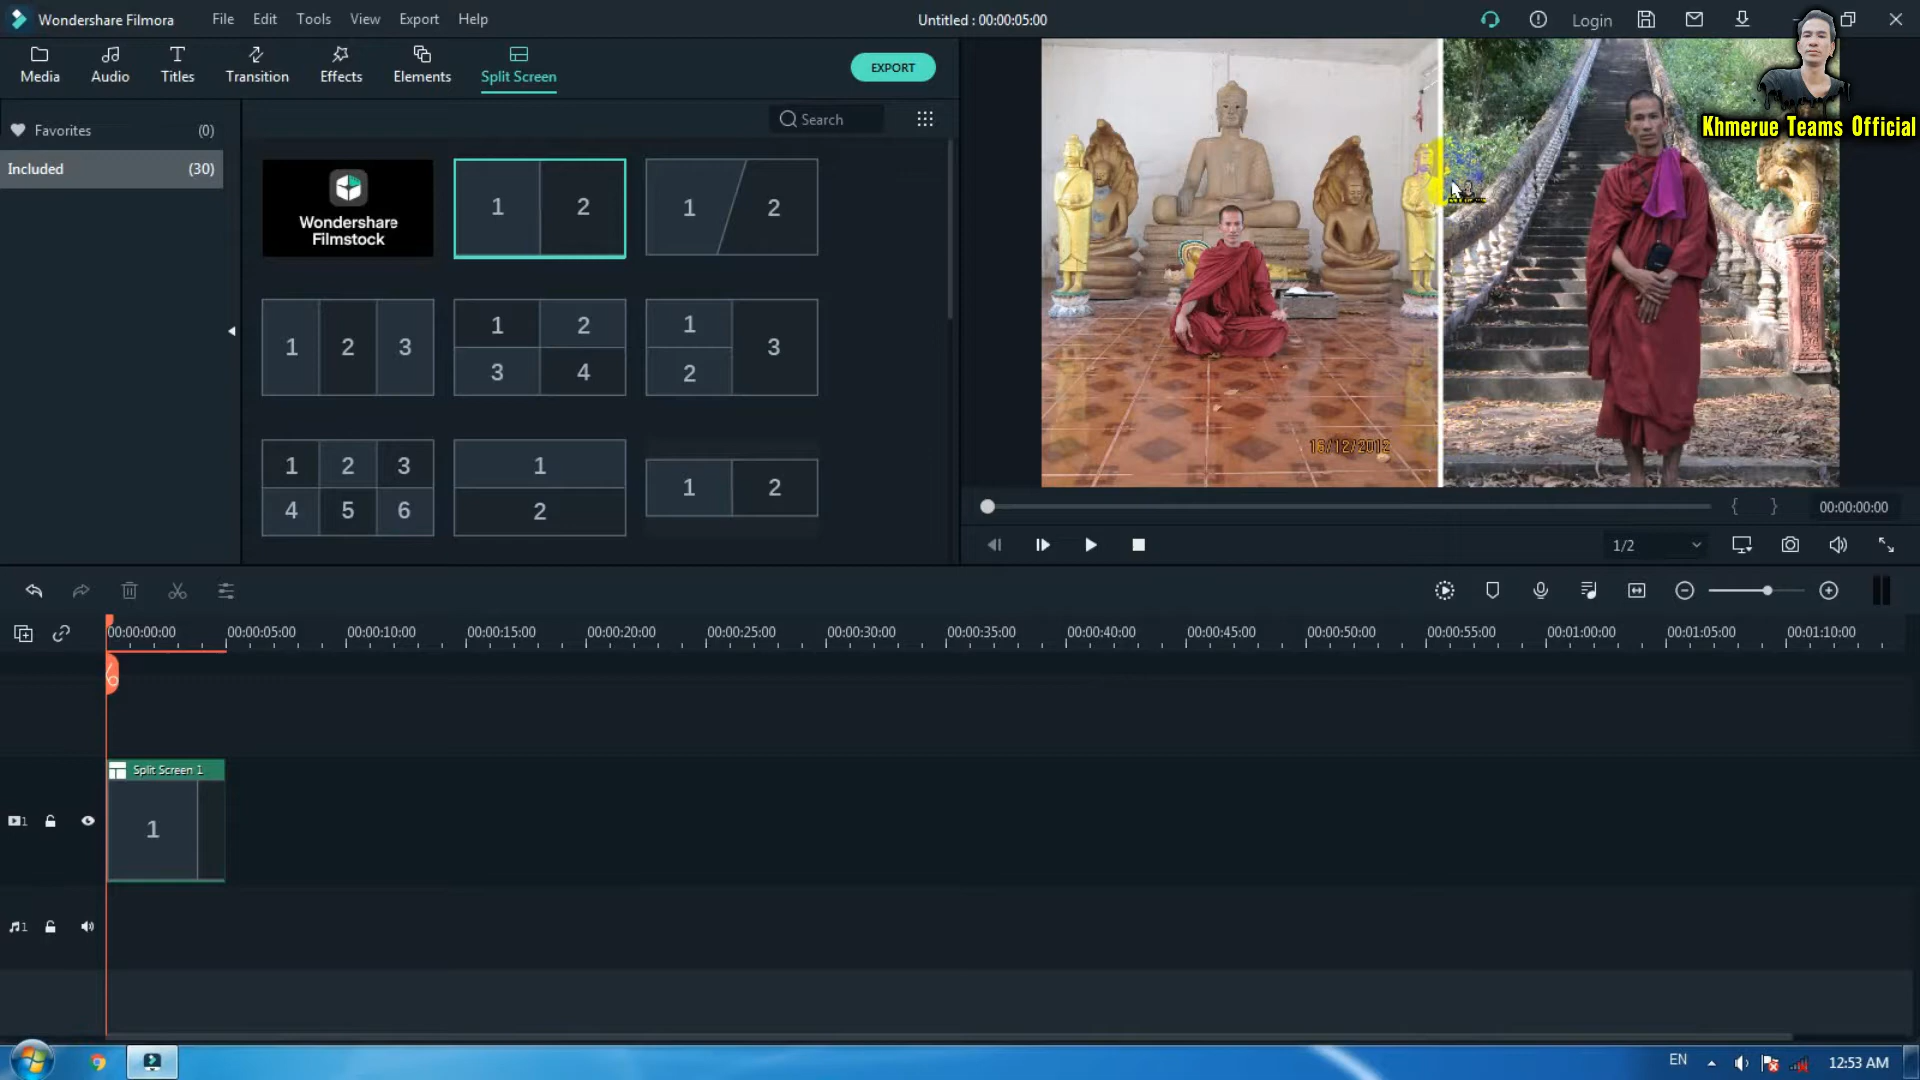 Wondershare Filmora
File
Edit
Tools
View
Export
Help
Untitled : 00:00:05:00
Login
Media
Audio
Titles
Transition
Effects
Elements
Split Screen
EXPORT
Khmerue Teams Official
Favorites (0)
Included (30)
Search
Wondershare
Filmstock
1 2
1 2
1 2 3
1 2
3 4
1
2
3
1 2 3
4 5 6
1
2
1 2
16/12/2012
00:00:00:00
1/2
00:00:00:00
00:00:05:00
00:00:10:00
00:00:15:00
00:00:20:00
00:00:25:00
00:00:30:00
00:00:35:00
00:00:40:00
00:00:45:00
00:00:50:00
00:00:55:00
00:01:00:00
00:01:05:00
00:01:10:00
Split Screen 1
1
1
1
EN
12:53 AM